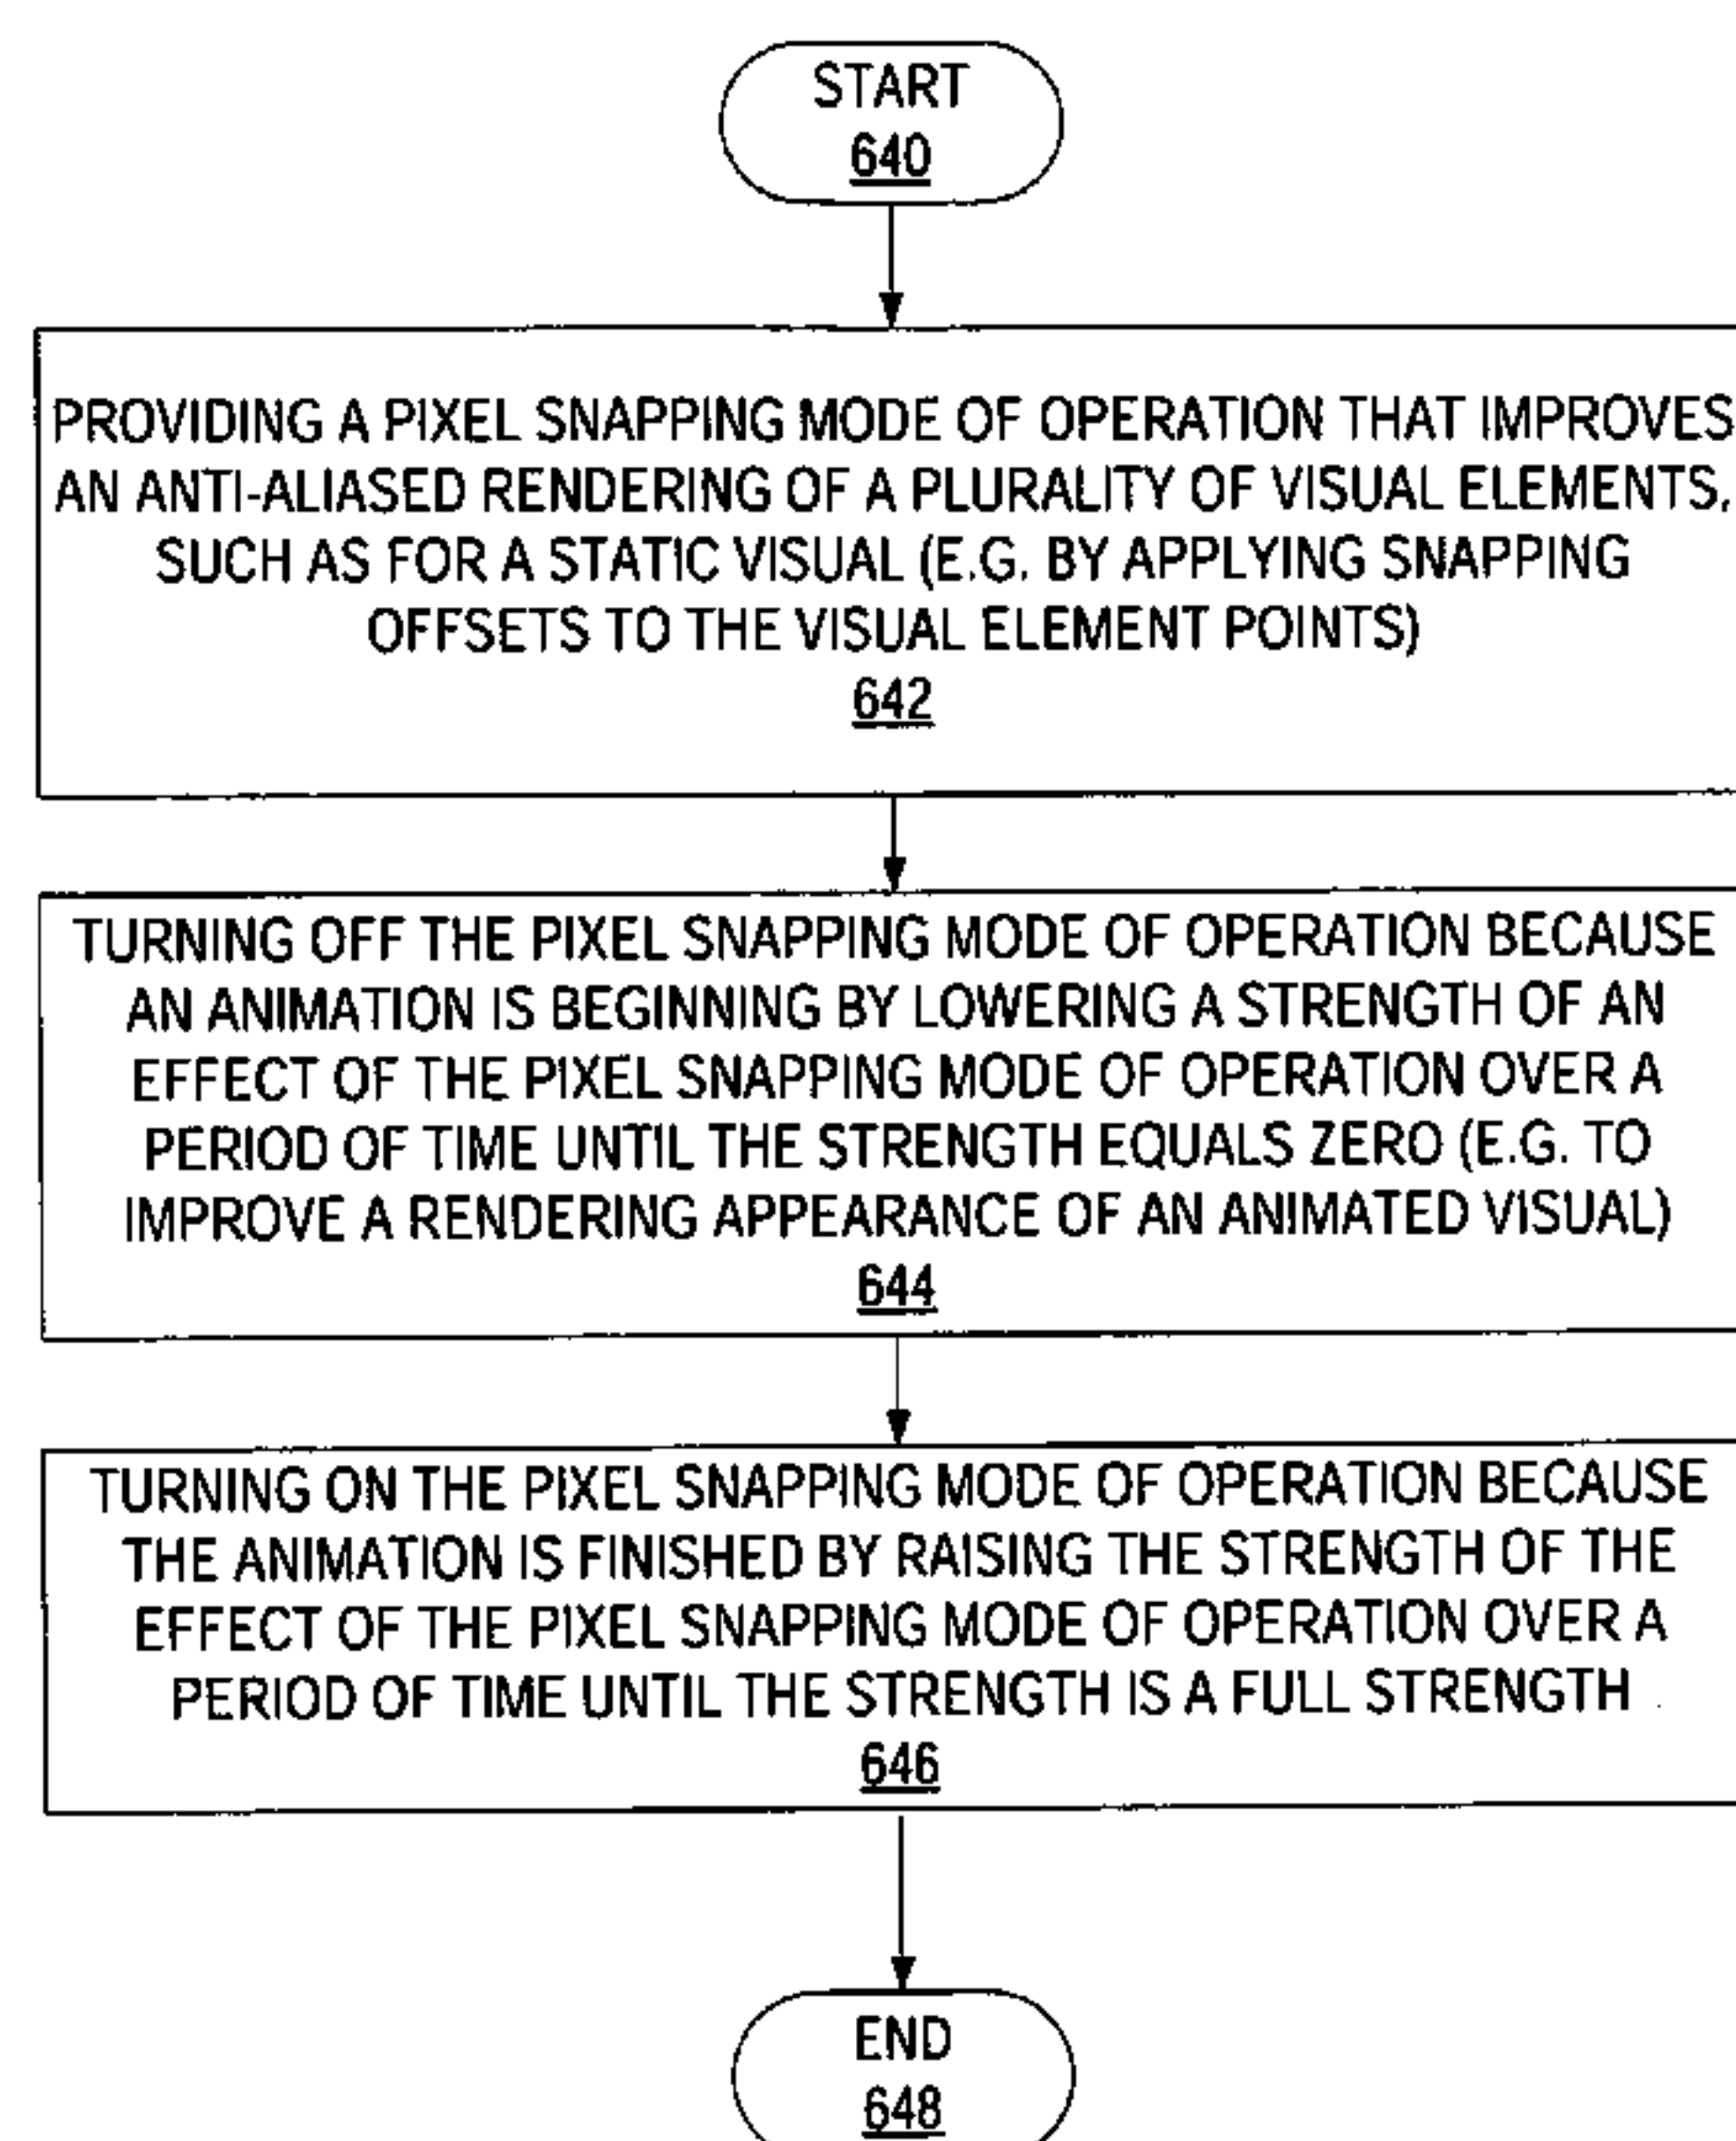 START
640
PROVIDING A PIXEL SNAPPING MODE OF OPERATION THAT IMPROVES
AN ANTI-ALIASED RENDERING OF A PLURALITY OF VISUAL ELEMENTS,
SUCH AS FOR A STATIC VISUAL (E.G. BY APPLYING SNAPPING
OFFSETS TO THE VISUAL ELEMENT POINTS)
642
TURNING OFF THE PIXEL SNAPPING MODE OF OPERATION BECAUSE
AN ANIMATION IS BEGINNING BY LOWERING A STRENGTH OF AN
EFFECT OF THE PIXEL SNAPPING MODE OF OPERATION OVER A
PERIOD OF TIME UNTIL THE STRENGTH EQUALS ZERO (E.G. TO
IMPROVE A RENDERING APPEARANCE OF AN ANIMATED VISUAL)
644
TURNING ON THE PIXEL SNAPPING MODE OF OPERATION BECAUSE
THE ANIMATION IS FINISHED BY RAISING THE STRENGTH OF THE
EFFECT OF THE PIXEL SNAPPING MODE OF OPERATION OVER A
PERIOD OF TIME UNTIL THE STRENGTH IS A FULL STRENGTH
646
END
648